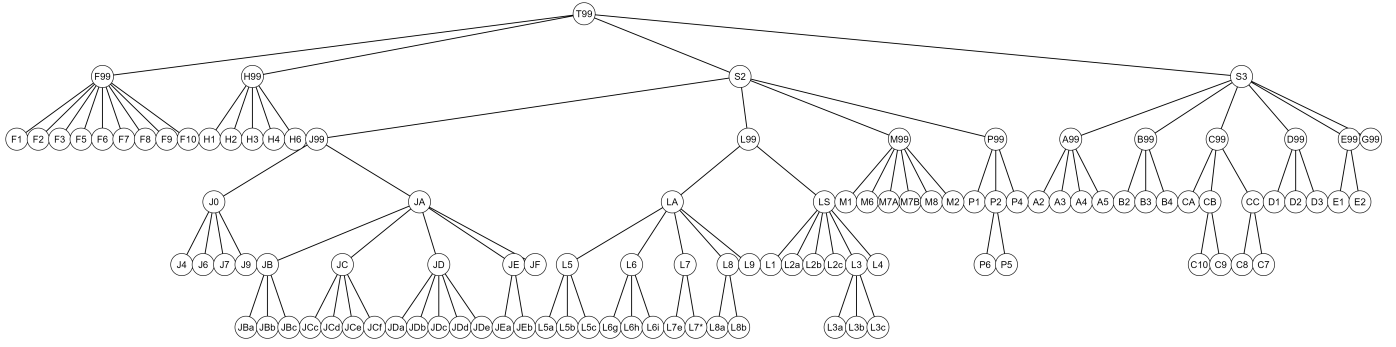 T99
F99 H99 S2 S3
F1 F2 F3 F5 F6 F7 F8 F9 F10 H1 H2 H3 H4 H6 J99 L99 M99 P99 A99 B99 C99 D99 E99 G99
J0 JA LA LS M1 M6 M7A M7B M8 M2 P1 P2 P4 A2 A3 A4 A5 B2 B3 B4 CA CB CC D1 D2 D3 E1 E2
J4 J6 J7 J9 JB JC JD JE JF L5 L6 L7 L8 L9 L1 L2a L2b L2c L3 L4 P6 P5 C10 C9 C8 C7
JBa JBb JBc JCc JCd JCe JCf JDa JDb JDc JDd JDe JEa JEb L5a L5b L5c L6g L6h L6i L7e L7* L8a L8b L3a L3b L3c